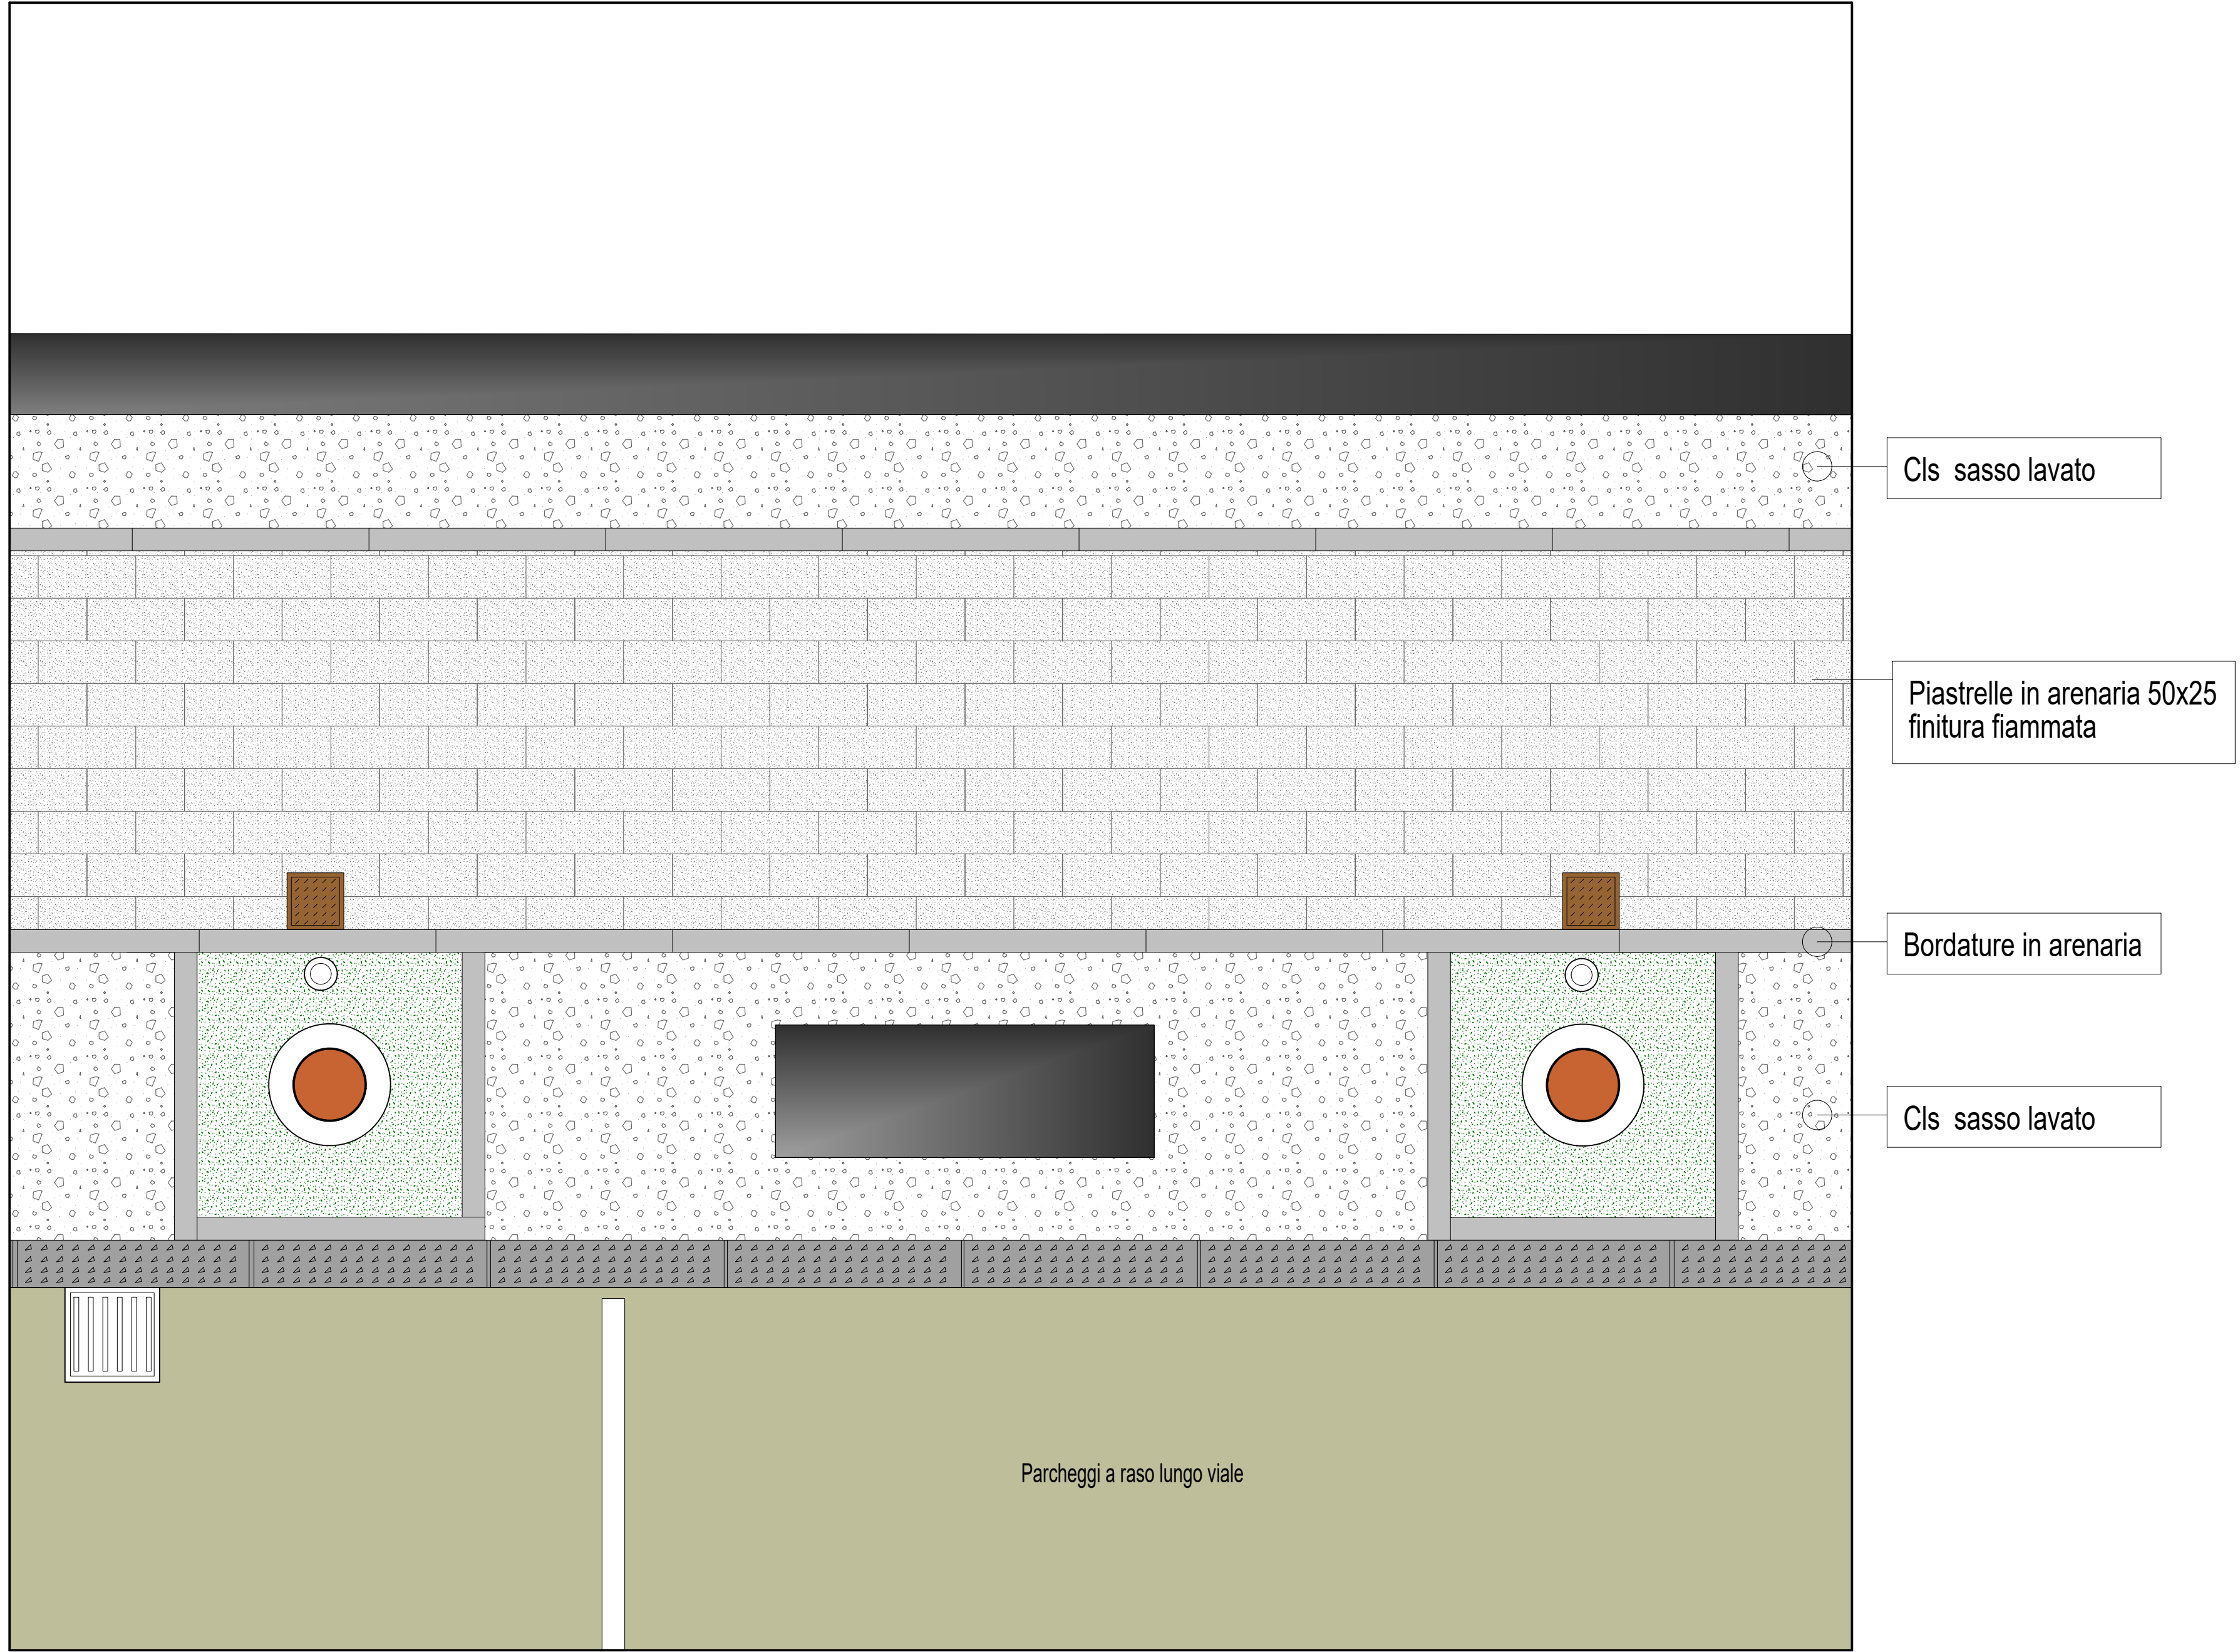 Cls  sasso lavato
Piastrelle in arenaria 50x25
finitura fiammata
Bordature in arenaria
Cls  sasso lavato
Parcheggi a raso lungo viale